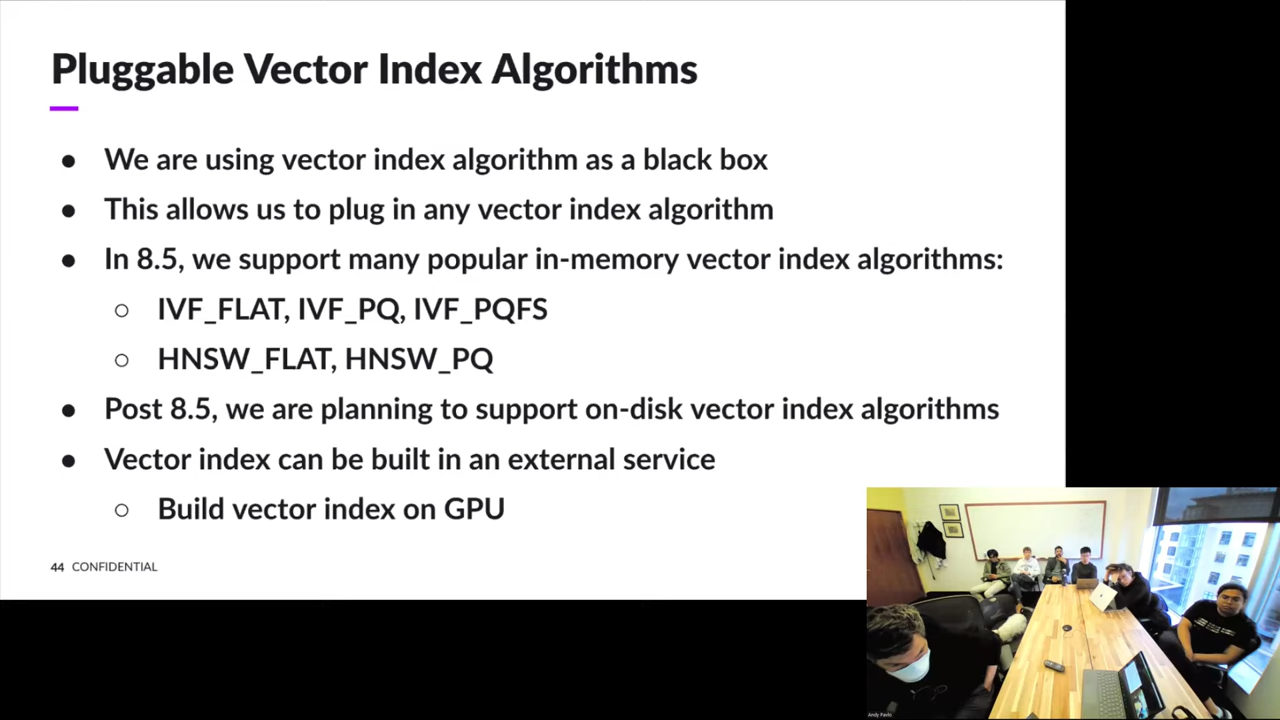 Pluggable Vector Index Algorithms
● We are using vector index algorithm as a black box
● This allows us to plug in any vector index algorithm
● In 8.5, we support many popular in-memory vector index algorithms:
○ IVF_FLAT, IVF_PQ, IVF_PQFS
○ HNSW_FLAT, HNSW_PQ
● Post 8.5, we are planning to support on-disk vector index algorithms
● Vector index can be built in an external service
○ Build vector index on GPU
44 CONFIDENTIAL
Andy Pavlo